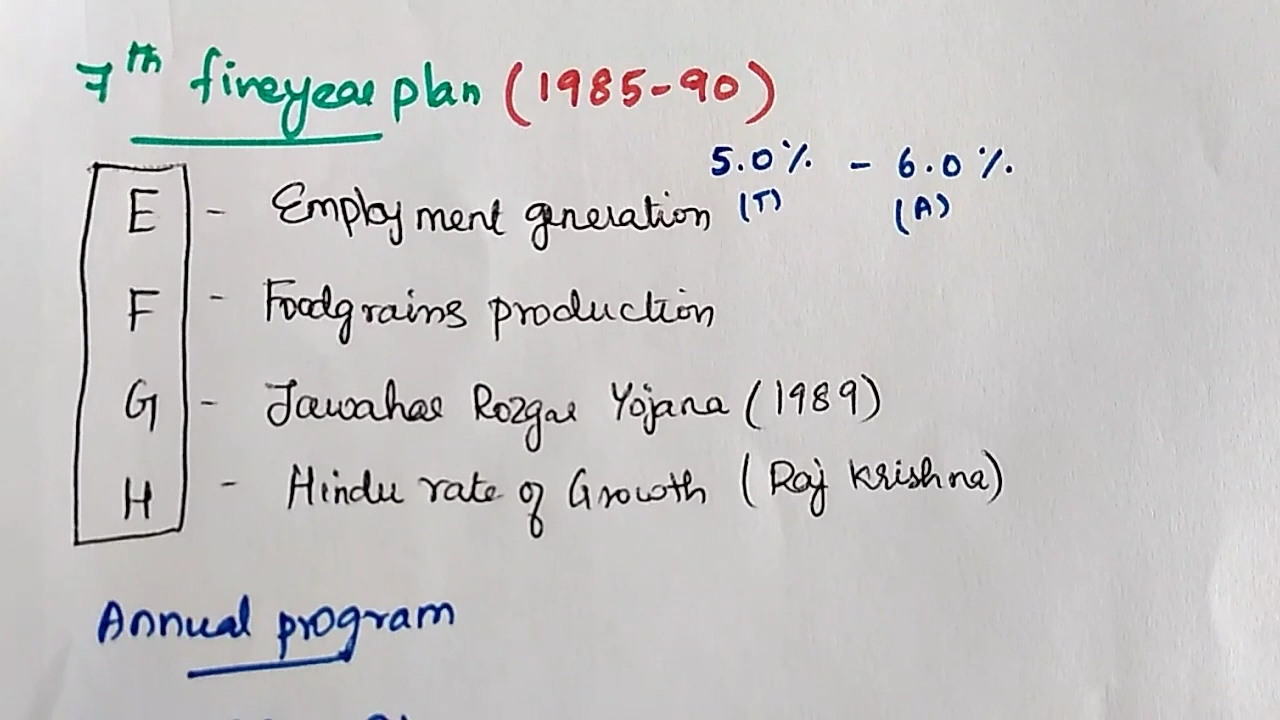 7th fiveyear plan (1985-90)
5.0% - 6.0%
(T) (A)
E - Employment generation
F - Foodgrains production
G - Jawahar Rozgar Yojana (1989)
H - Hindu rate of Growth (Raj Krishna)
Annual program